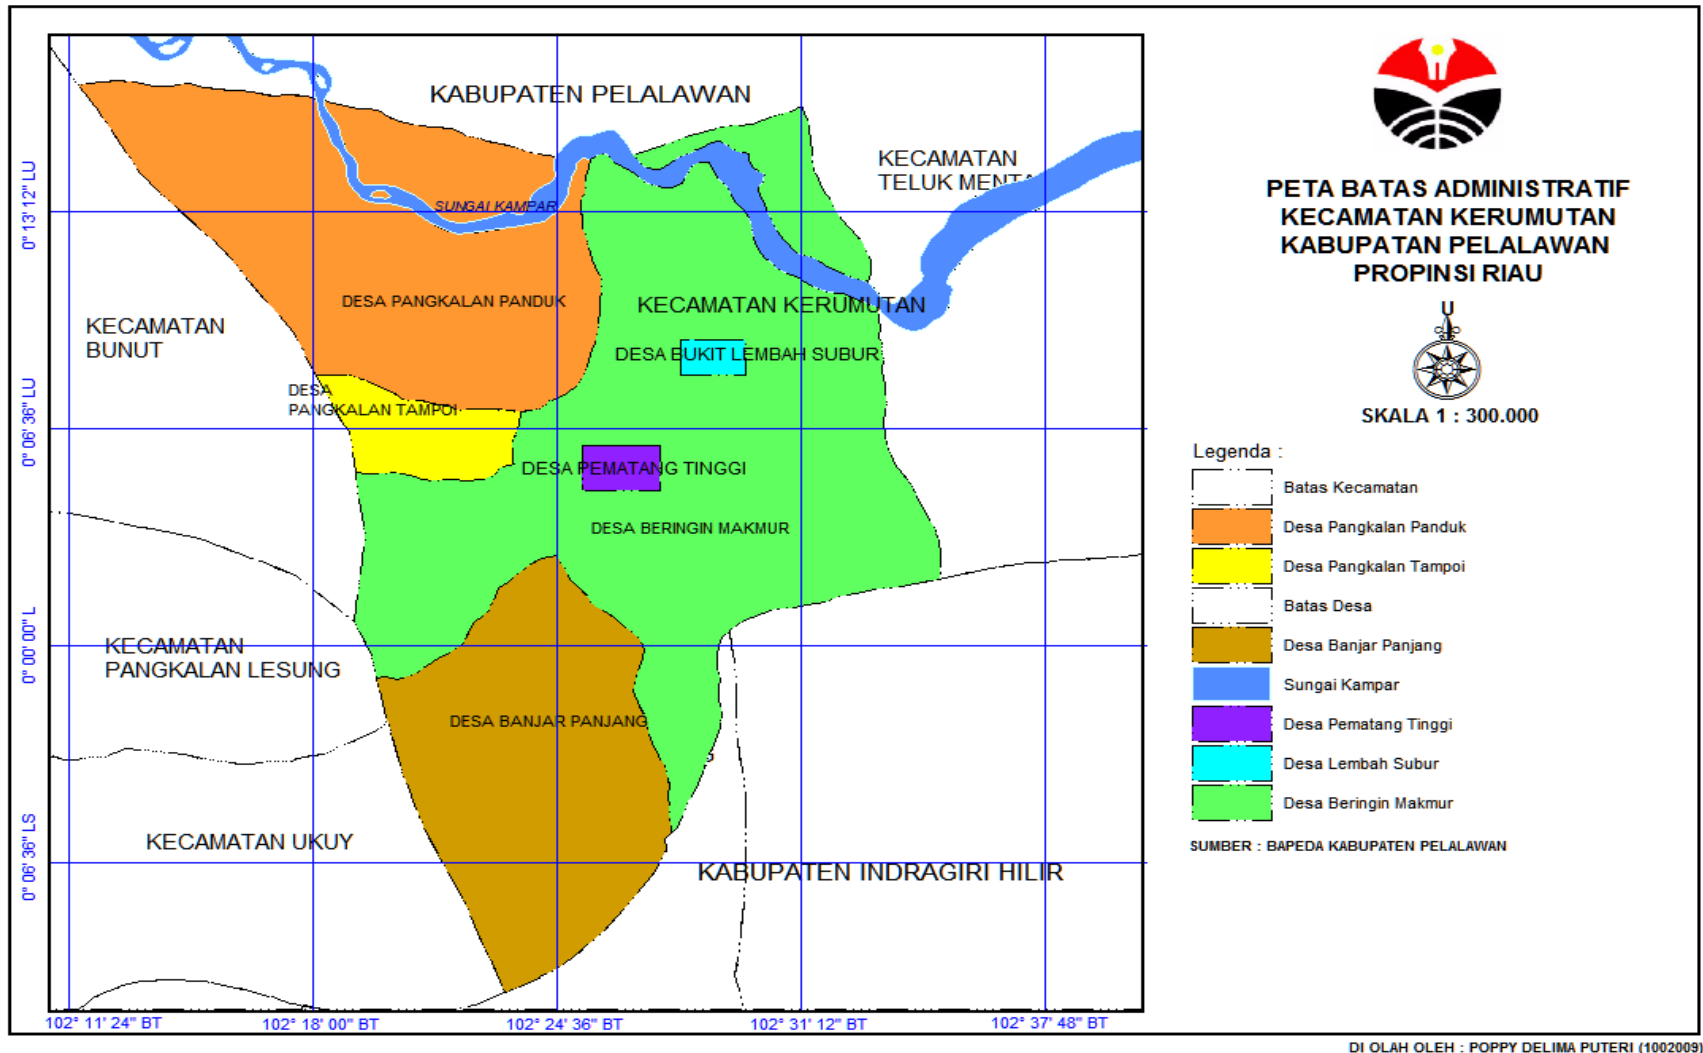 KABUPATEN PELALAWAN
KECAMATAN
TELUK MENTA
SUNGAI KAMPAR
DESA PANGKALAN PANDUK
KECAMATAN KERUMUTAN
KECAMATAN
BUNUT
DESA BUKIT LEMBAH SUBUR
DESA
PANGKALAN TAMPOI
DESA PEMATANG TINGGI
DESA BERINGIN MAKMUR
KECAMATAN
PANGKALAN LESUNG
DESA BANJAR PANJANG
KECAMATAN UKUY
KABUPATEN INDRAGIRI HILIR
0" 13' 12" LU
0" 06' 36" LU
0" 00' 00" L
0" 06' 36" LS
102° 11' 24" BT
102° 18' 00" BT
102° 24' 36" BT
102° 31' 12" BT
102° 37' 48" BT
PETA BATAS ADMINISTRATIF
KECAMATAN KERUMUTAN
KABUPATAN PELALAWAN
PROPINSI RIAU
U
SKALA 1 : 300.000
Legenda :
Batas Kecamatan
Desa Pangkalan Panduk
Desa Pangkalan Tampoi
Batas Desa
Desa Banjar Panjang
Sungai Kampar
Desa Pematang Tinggi
Desa Lembah Subur
Desa Beringin Makmur
SUMBER : BAPEDA KABUPATEN PELALAWAN
DI OLAH OLEH : POPPY DELIMA PUTERI (1002009)